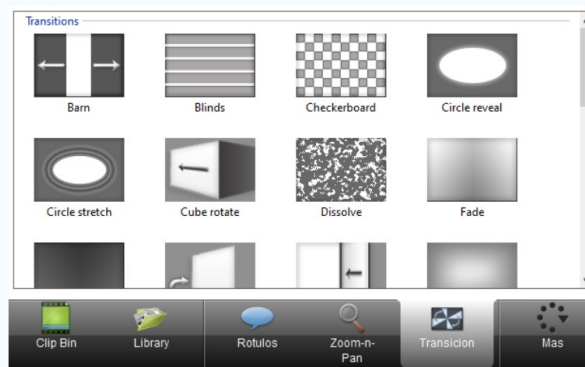 Transitions
Barn
Blinds
Checkerboard
Circle reveal
Circle stretch
Cube rotate
Dissolve
Fade
Clip Bin
Library
Rotulos
Zoom-n-
Pan
Transicion
Mas